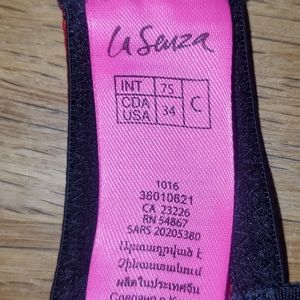 La Senza
INT 75 C
CDA 34
USA
1016
36010621
CA 23226
RN 54867
SARS 20205380
Արտադրված է
Չինաստանում
ผลิตในประเทศจีน